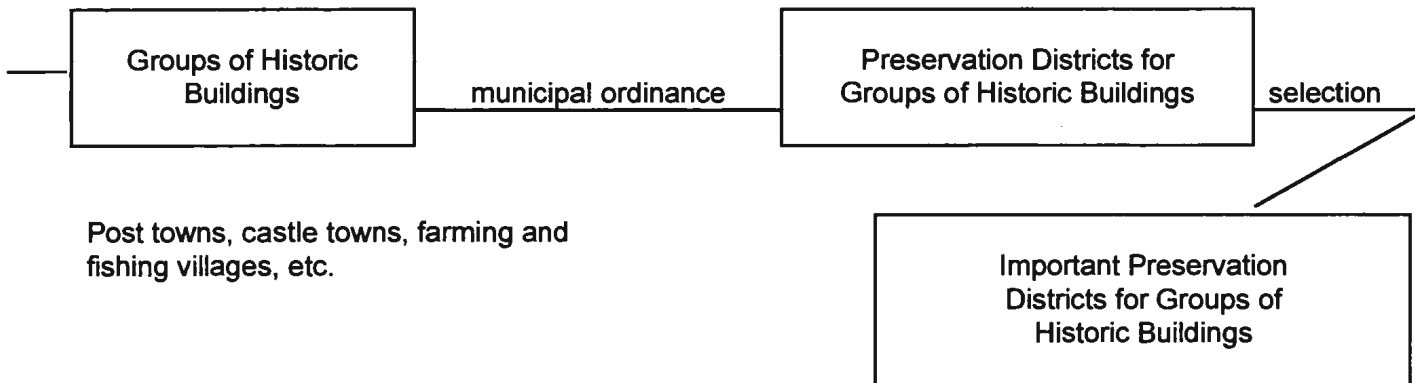 Groups of Historic
Buildings
municipal ordinance
Preservation Districts for
Groups of Historic Buildings
selection
Post towns, castle towns, farming and
fishing villages, etc.
Important Preservation
Districts for Groups of
Historic Buildings